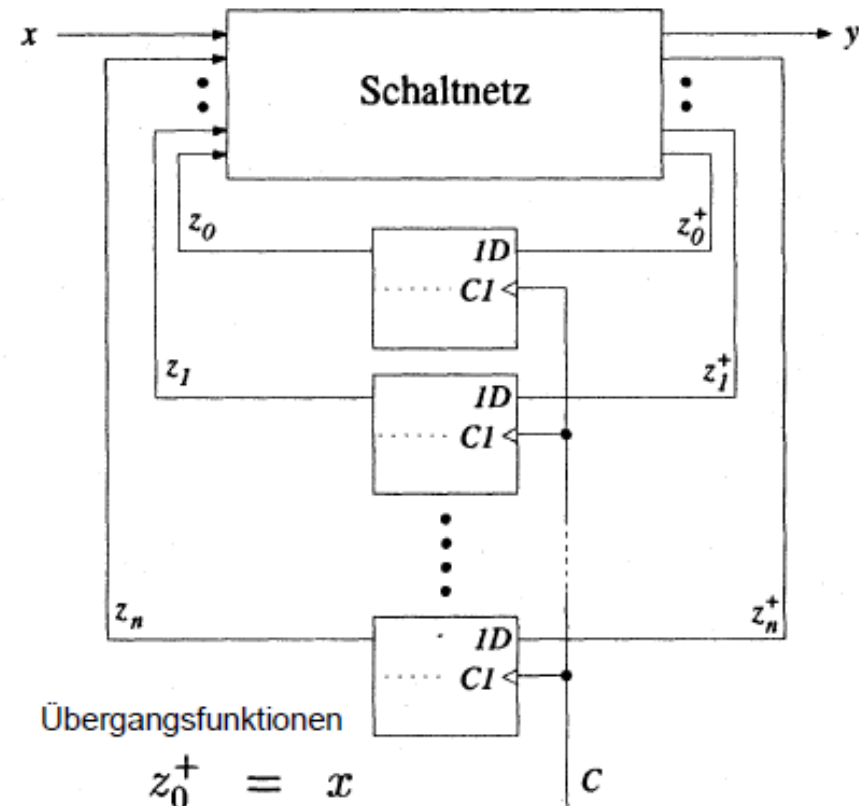 x
y
Schaltnetz
z₀
1D
z₀⁺
C1
z₁
1D
z₁⁺
C1
zₙ
1D
zₙ⁺
C1
Übergangsfunktionen
z₀⁺ = x
C